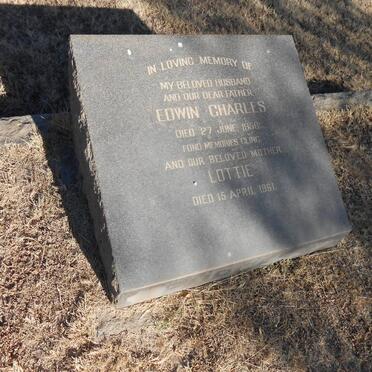 IN LOVING MEMORY OF
MY BELOVED HUSBAND
AND OUR DEAR FATHER
EDWIN CHARLES
DIED 27 JUNE
FOND MEMORIES CLING
AND OUR BELOVED MOTHER
LOTTIE
DIED 15 APRIL 1961.